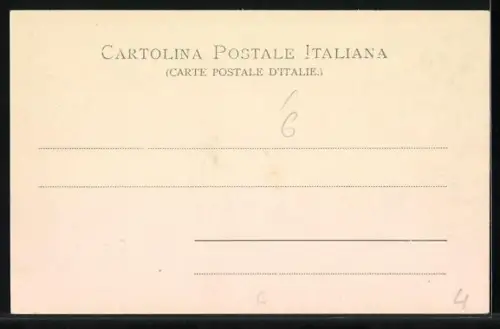 CARTOLINA POSTALE ITALIANA
(CARTE POSTALE D'ITALIE.)
6
C
4